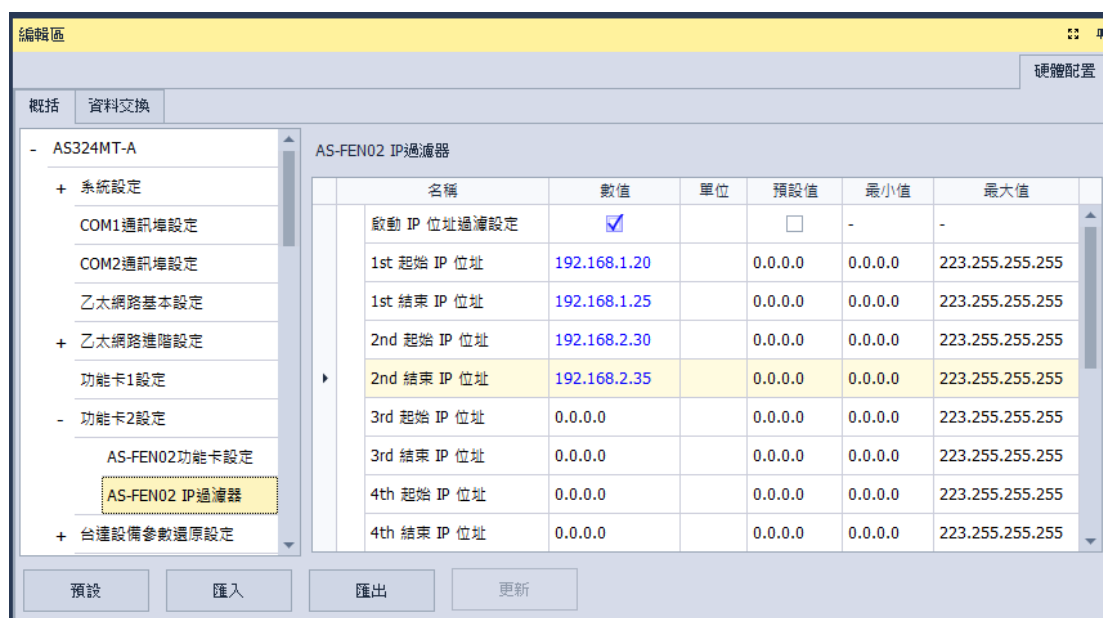 編輯區
硬體配置
概括 資料交換
- AS324MT-A
+ 系統設定
COM1通訊埠設定
COM2通訊埠設定
乙太網路基本設定
+ 乙太網路進階設定
功能卡1設定
- 功能卡2設定
AS-FEN02功能卡設定
AS-FEN02 IP過濾器
+ 台達設備參數還原設定
AS-FEN02 IP過濾器
名稱 數值 單位 預設值 最小值 最大值
啟動 IP 位址過濾設定 - -
1st 起始 IP 位址 192.168.1.20 0.0.0.0 0.0.0.0 223.255.255.255
1st 結束 IP 位址 192.168.1.25 0.0.0.0 0.0.0.0 223.255.255.255
2nd 起始 IP 位址 192.168.2.30 0.0.0.0 0.0.0.0 223.255.255.255
2nd 結束 IP 位址 192.168.2.35 0.0.0.0 0.0.0.0 223.255.255.255
3rd 起始 IP 位址 0.0.0.0 0.0.0.0 0.0.0.0 223.255.255.255
3rd 結束 IP 位址 0.0.0.0 0.0.0.0 0.0.0.0 223.255.255.255
4th 起始 IP 位址 0.0.0.0 0.0.0.0 0.0.0.0 223.255.255.255
4th 結束 IP 位址 0.0.0.0 0.0.0.0 0.0.0.0 223.255.255.255
預設 匯入 匯出 更新